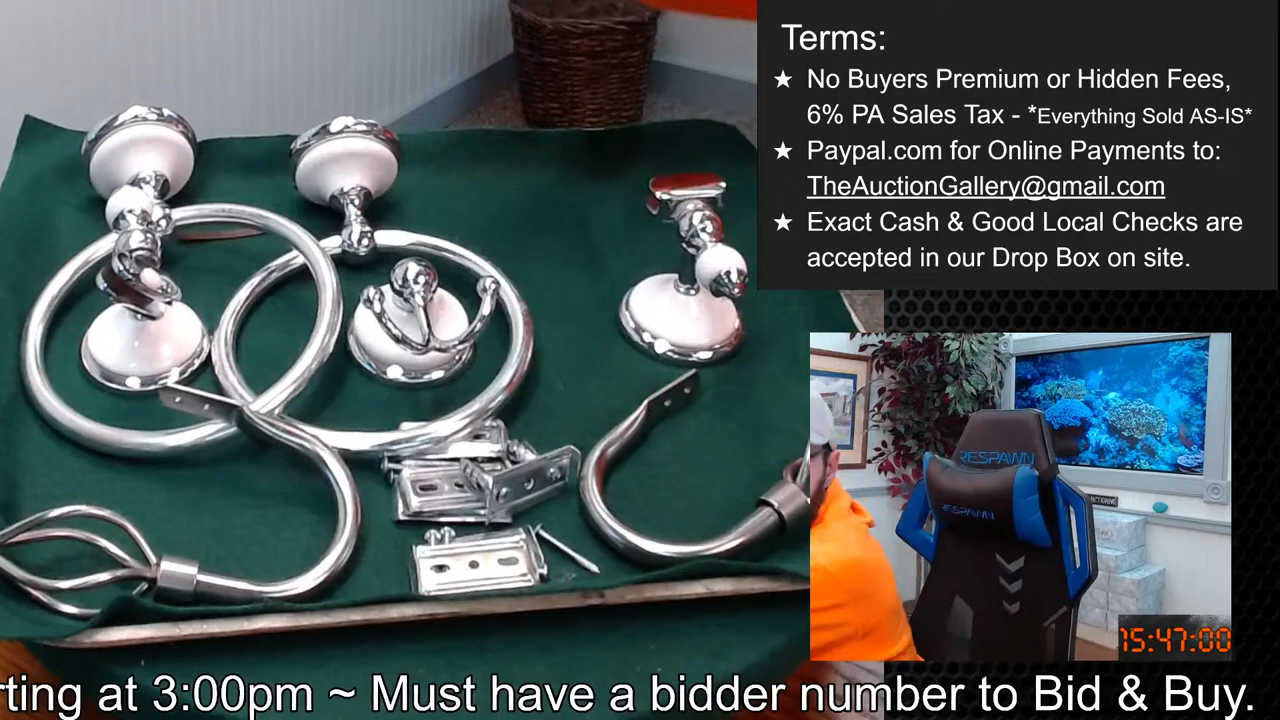 Terms:
★ No Buyers Premium or Hidden Fees,
6% PA Sales Tax - *Everything Sold AS-IS*
★ Paypal.com for Online Payments to:
TheAuctionGallery@gmail.com
★ Exact Cash & Good Local Checks are
accepted in our Drop Box on site.
RESPAWN
RESPAWN
15:47:00
rting at 3:00pm ~ Must have a bidder number to Bid & Buy.